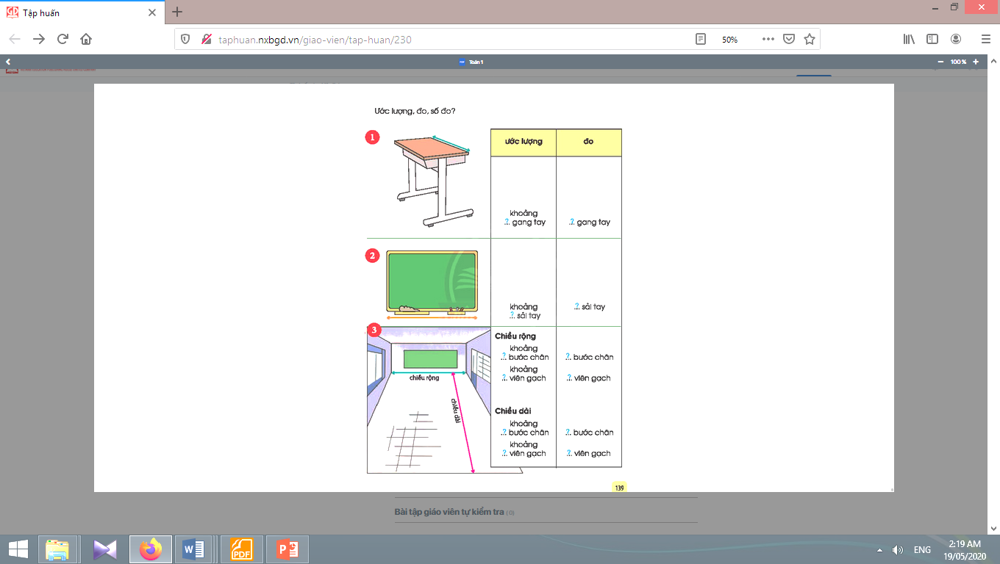 Tập huấn
taphuan.nxbgd.vn/giao-vien/tap-huan/230
50%
Toán 1
100 %
Ước lượng, đo, số đo?
1
ước lượng
đo
khoảng
.?. gang tay
.?. gang tay
2
khoảng
.?. sải tay
.?. sải tay
3
chiều rộng
chiều dài
Chiều rộng
khoảng
.?. bước chân
.?. bước chân
khoảng
.?. viên gạch
.?. viên gạch
Chiều dài
khoảng
.?. bước chân
.?. bước chân
khoảng
.?. viên gạch
.?. viên gạch
139
Bài tập giáo viên tự kiểm tra ( 0)
ENG
2:19 AM
19/05/2020